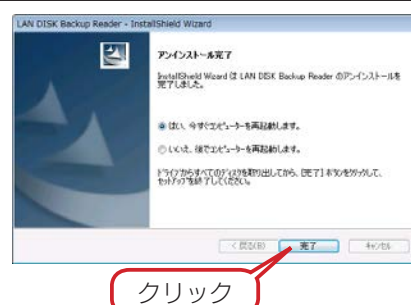 LAN DISK Backup Reader - InstallShield Wizard
アンインストール完了
InstallShield Wizard は LAN DISK Backup Reader のアンインストールを
完了しました。
はい、今すぐコンピューターを再起動します。
いいえ、後でコンピューターを再起動します。
ドライブからすべてのディスクを取り出してから、[完了] ボタンをクリックして、
セットアップを終了してください。
< 戻る(B)
完了
キャンセル
クリック